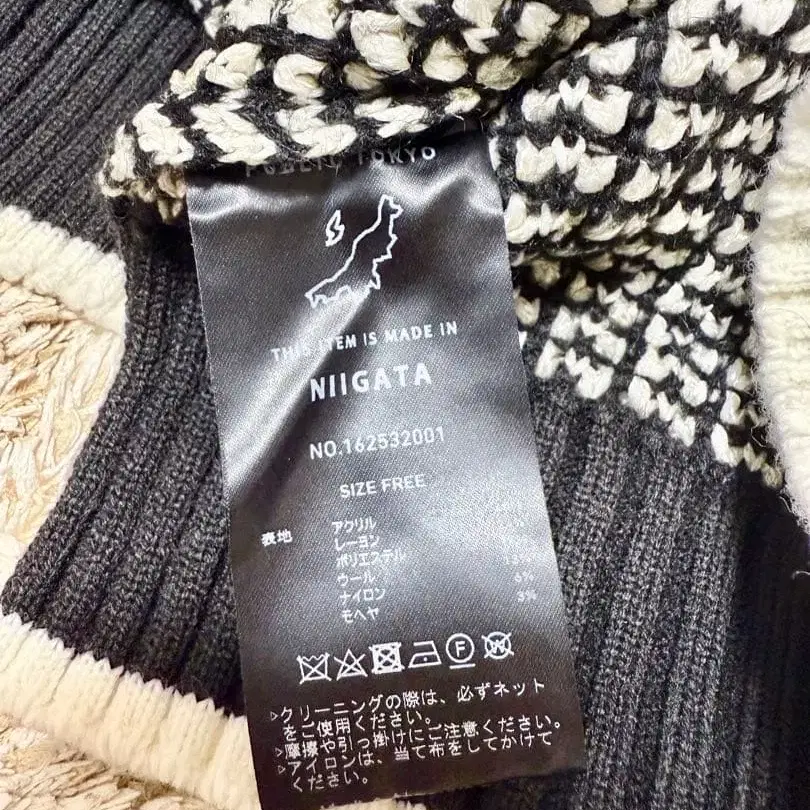 PUBLIC TOKYO
THIS ITEM IS MADE IN
NIIGATA
NO.162532001
SIZE FREE
表地 アクリル
レーヨン
ポリエステル
ウール 6%
ナイロン 3%
モヘヤ
F
W
▷クリーニングの際は、必ずネット
をご使用ください。
▷摩擦や引っ掛けにご注意ください。
▷アイロンは、当て布をしてかけて
ください。